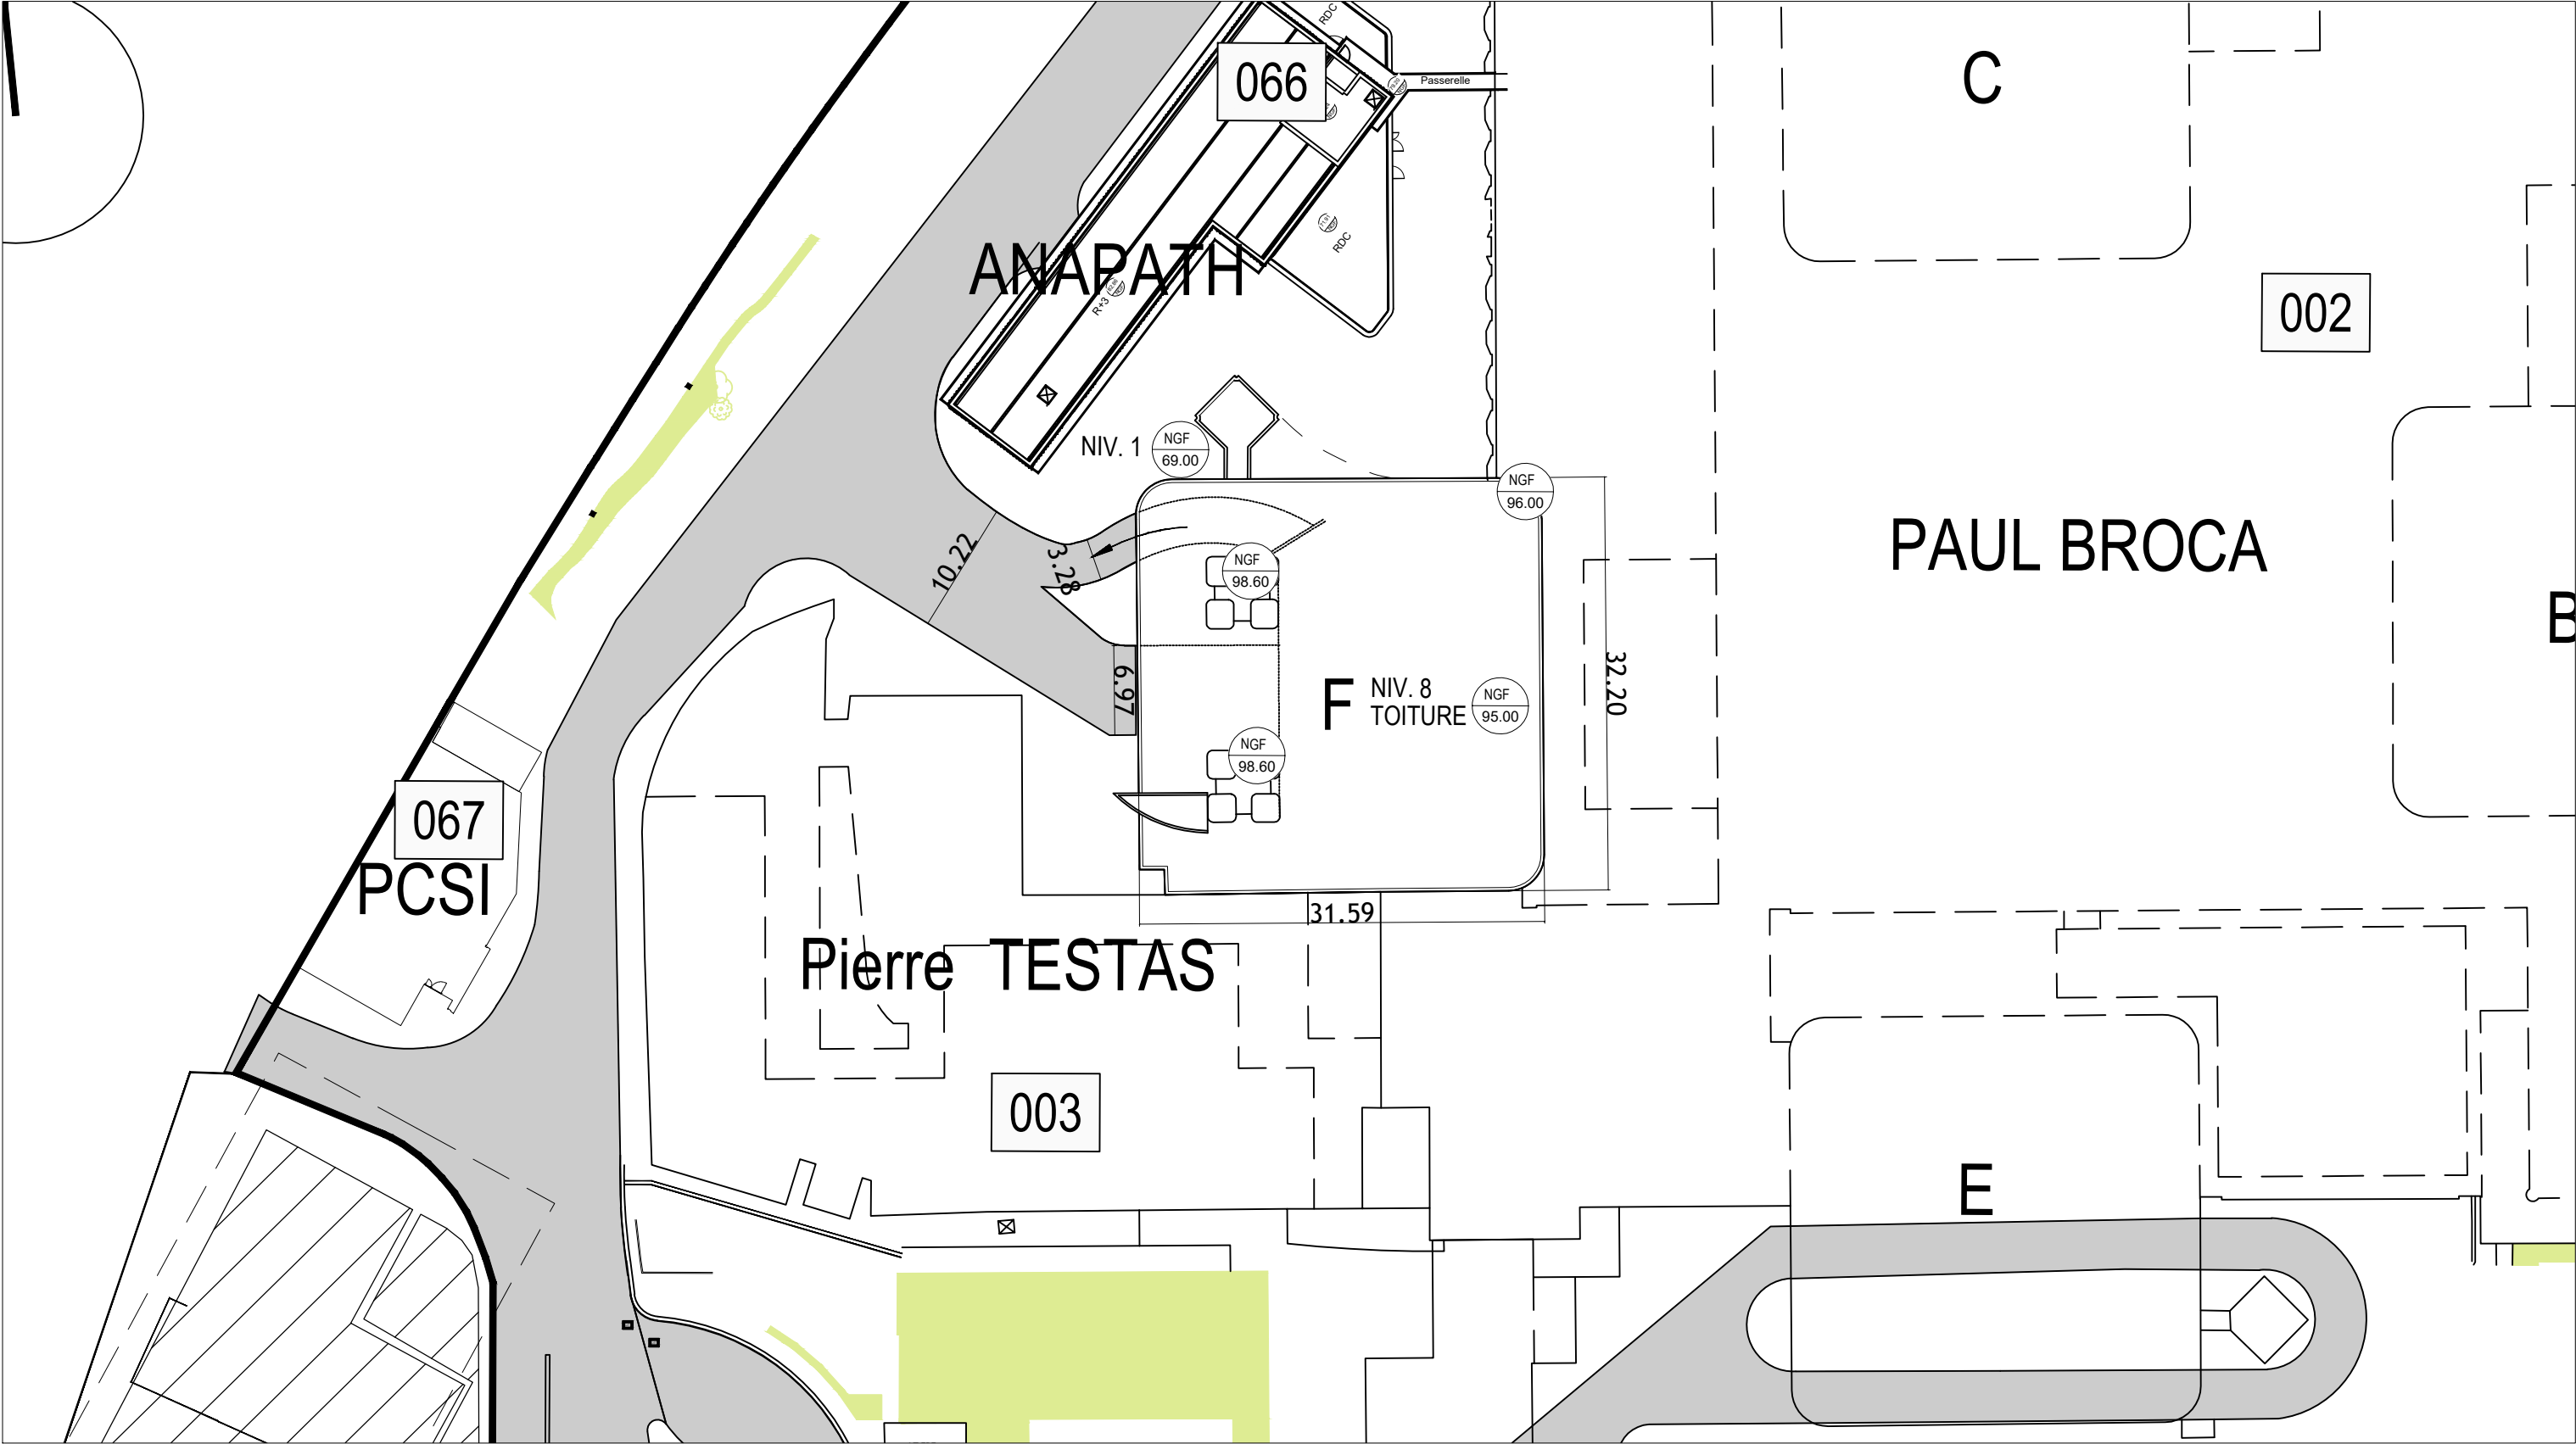 RDC
066
Passerelle
C
ANAPATH
RDC
R+3
002
NIV. 1
NGF
69.00
NGF
96.00
PAUL BROCA
10.22
3.28
NGF
98.60
B
6.97
F
NIV. 8
TOITURE
NGF
95.00
32.20
NGF
98.60
067
PCSI
31.59
Pierre TESTAS
003
E